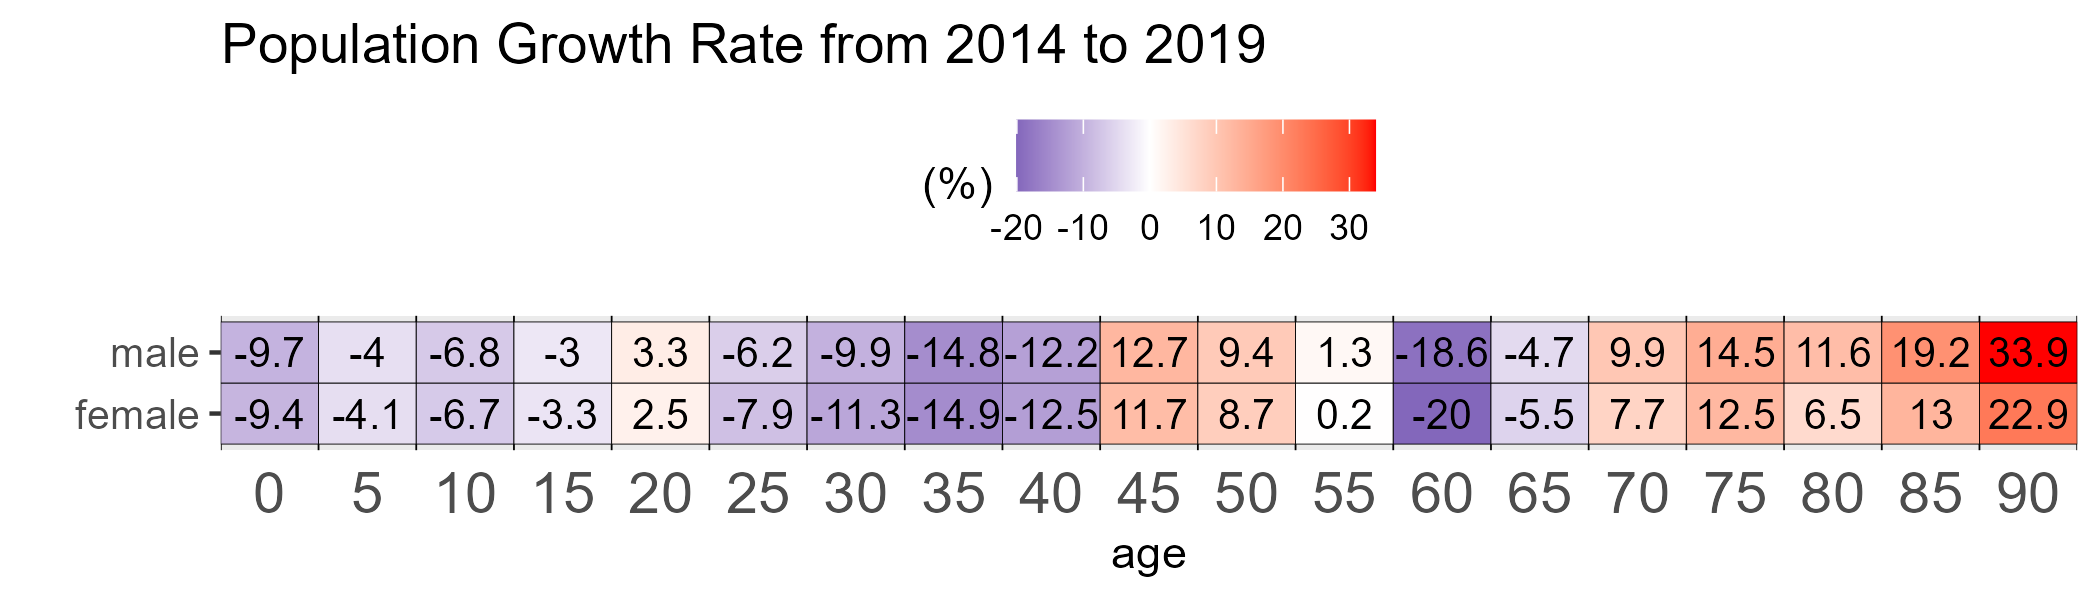 Population Growth Rate from 2014 to 2019
(%)
-20 -10 0 10 20 30
male -9.7 -4 -6.8 -3 3.3 -6.2 -9.9 -14.8 -12.2 12.7 9.4 1.3 -18.6 -4.7 9.9 14.5 11.6 19.2 33.9
female -9.4 -4.1 -6.7 -3.3 2.5 -7.9 -11.3 -14.9 -12.5 11.7 8.7 0.2 -20 -5.5 7.7 12.5 6.5 13 22.9
0 5 10 15 20 25 30 35 40 45 50 55 60 65 70 75 80 85 90
age